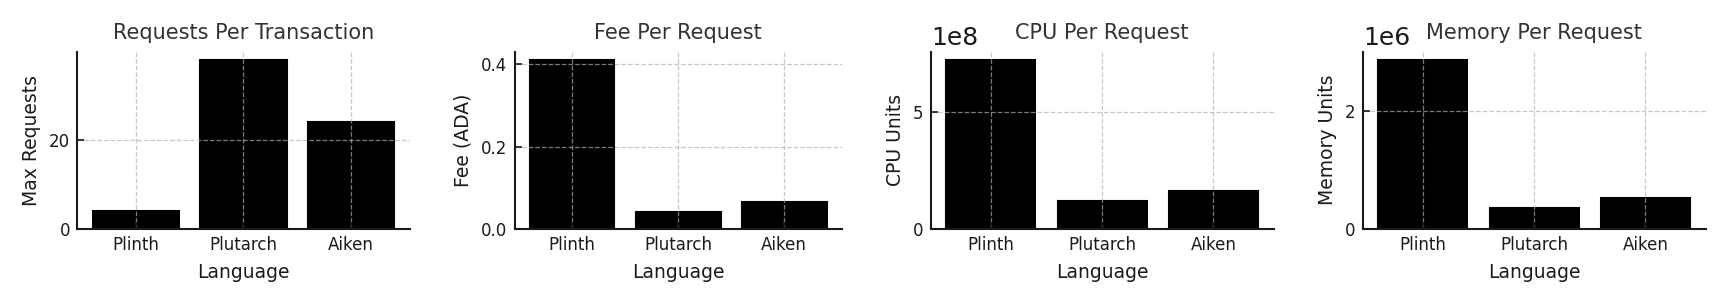 Requests Per Transaction
Max Requests
20
0
Plinth Plutarch Aiken
Language
Fee Per Request
Fee (ADA)
0.4
0.2
0.0
Plinth Plutarch Aiken
Language
1e8
CPU Per Request
CPU Units
5
0
Plinth Plutarch Aiken
Language
1e6
Memory Per Request
Memory Units
2
0
Plinth Plutarch Aiken
Language